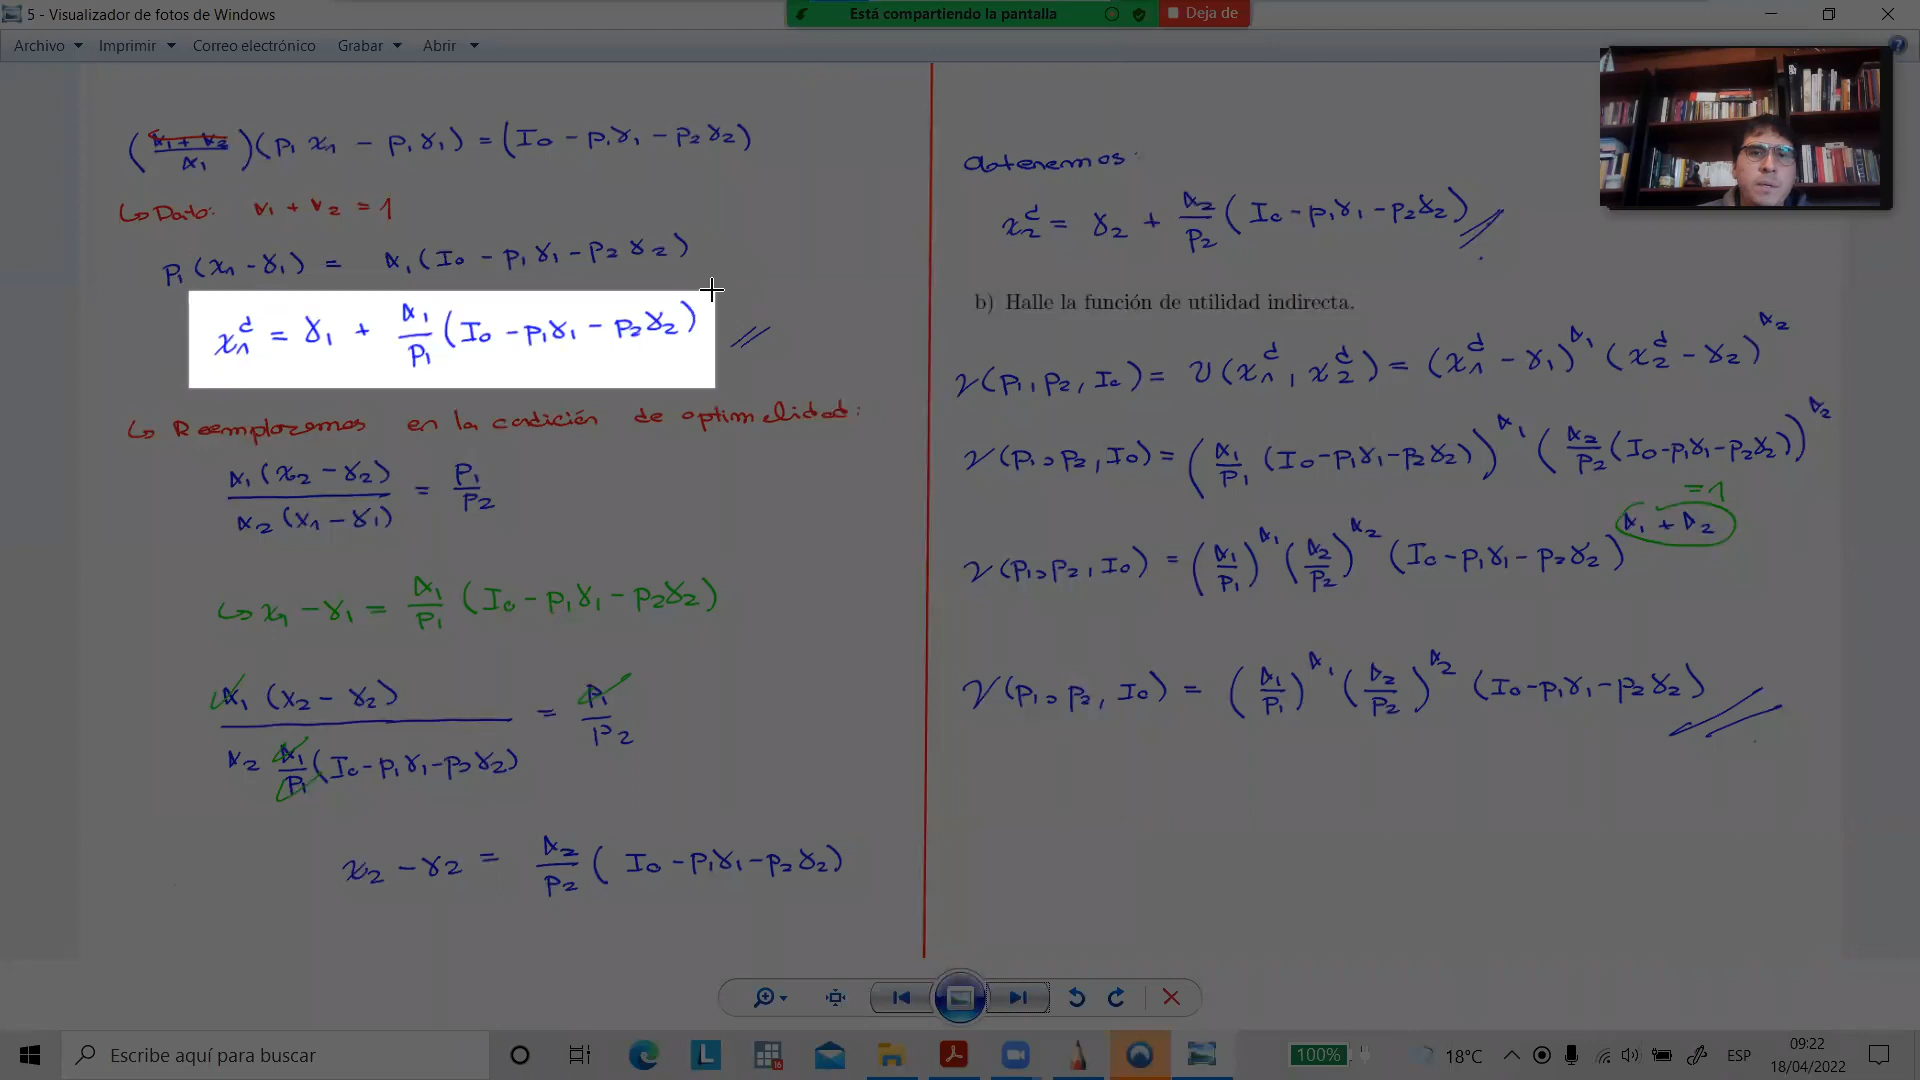 5 - Visualizador de fotos de Windows
Está compartiendo la pantalla
Deja de
Archivo Imprimir Correo electrónico Grabar Abrir
((α₁ + α₂)/α₁)(p₁ x₁ − p₁γ₁) = (I₀ − p₁γ₁ − p₂γ₂)
↳ Dato: α₁ + α₂ = 1
p₁(x₁ − γ₁) = α₁(I₀ − p₁γ₁ − p₂γ₂)
x₁ᵈ = γ₁ + α₁/p₁ (I₀ − p₁γ₁ − p₂γ₂)
↳ Reemplazamos en la condición de optimalidad:
α₁(x₂ − γ₂) / α₂(x₁ − γ₁) = p₁/p₂
↳ x₁ − γ₁ = α₁/p₁ (I₀ − p₁γ₁ − p₂γ₂)
α₁(x₂ − γ₂) / α₂ α₁/p₁ (I₀ − p₁γ₁ − p₂γ₂) = p₁/p₂
x₂ − γ₂ = α₂/p₂ (I₀ − p₁γ₁ − p₂γ₂)
obtenemos:
x₂ᵈ = γ₂ + α₂/p₂ (I₀ − p₁γ₁ − p₂γ₂)
b) Halle la función de utilidad indirecta.
V(p₁, p₂, I₀) = U(x₁ᵈ, x₂ᵈ) = (x₁ᵈ − γ₁)^α₁ (x₂ᵈ − γ₂)^α₂
V(p₁, p₂, I₀) = (α₁/p₁ (I₀ − p₁γ₁ − p₂γ₂))^α₁ (α₂/p₂ (I₀ − p₁γ₁ − p₂γ₂))^α₂
= 1
V(p₁, p₂, I₀) = (α₁/p₁)^α₁ (α₂/p₂)^α₂ (I₀ − p₁γ₁ − p₂γ₂)^(α₁ + α₂)
V(p₁, p₂, I₀) = (α₁/p₁)^α₁ (α₂/p₂)^α₂ (I₀ − p₁γ₁ − p₂γ₂)
Escribe aquí para buscar
100%
18°C
ESP
09:22
18/04/2022